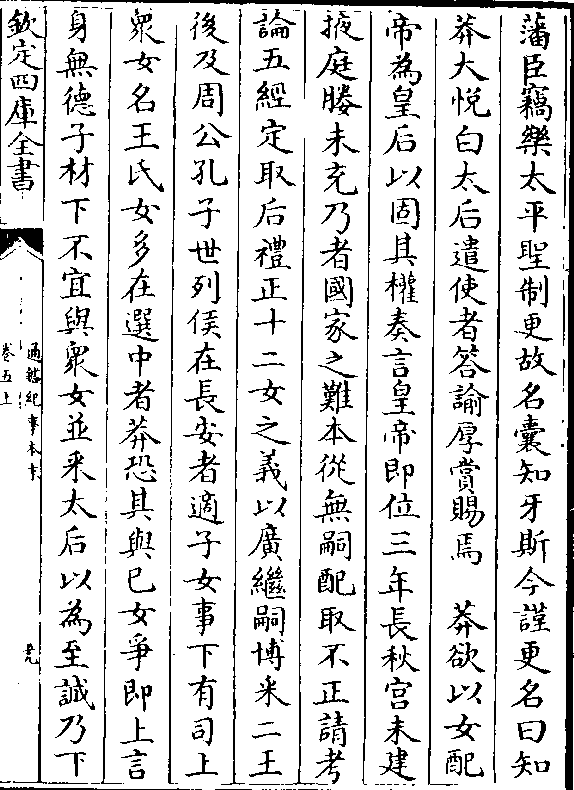 藩臣竊樂太平聖制更故名囊知牙斯今謹更名曰知
莽大悅白太后遣使者答諭厚賞賜焉　莽欲以女配
帝為皇后以固其權奏言皇帝即位三年長秋宫未建
掖庭媵未充乃者國家之難本從無嗣配取不正請考
論五經定取后禮正十二女之義以廣繼嗣博采二王
後及周公孔子世列侯在長安者適子女事下有司上
衆女名王氏女多在選中者莽恐其與已女爭即上言
身無德子材下不宜與衆女並采太后以為至誠乃下
欽定四庫全書
通鑑紀事本末
卷五上